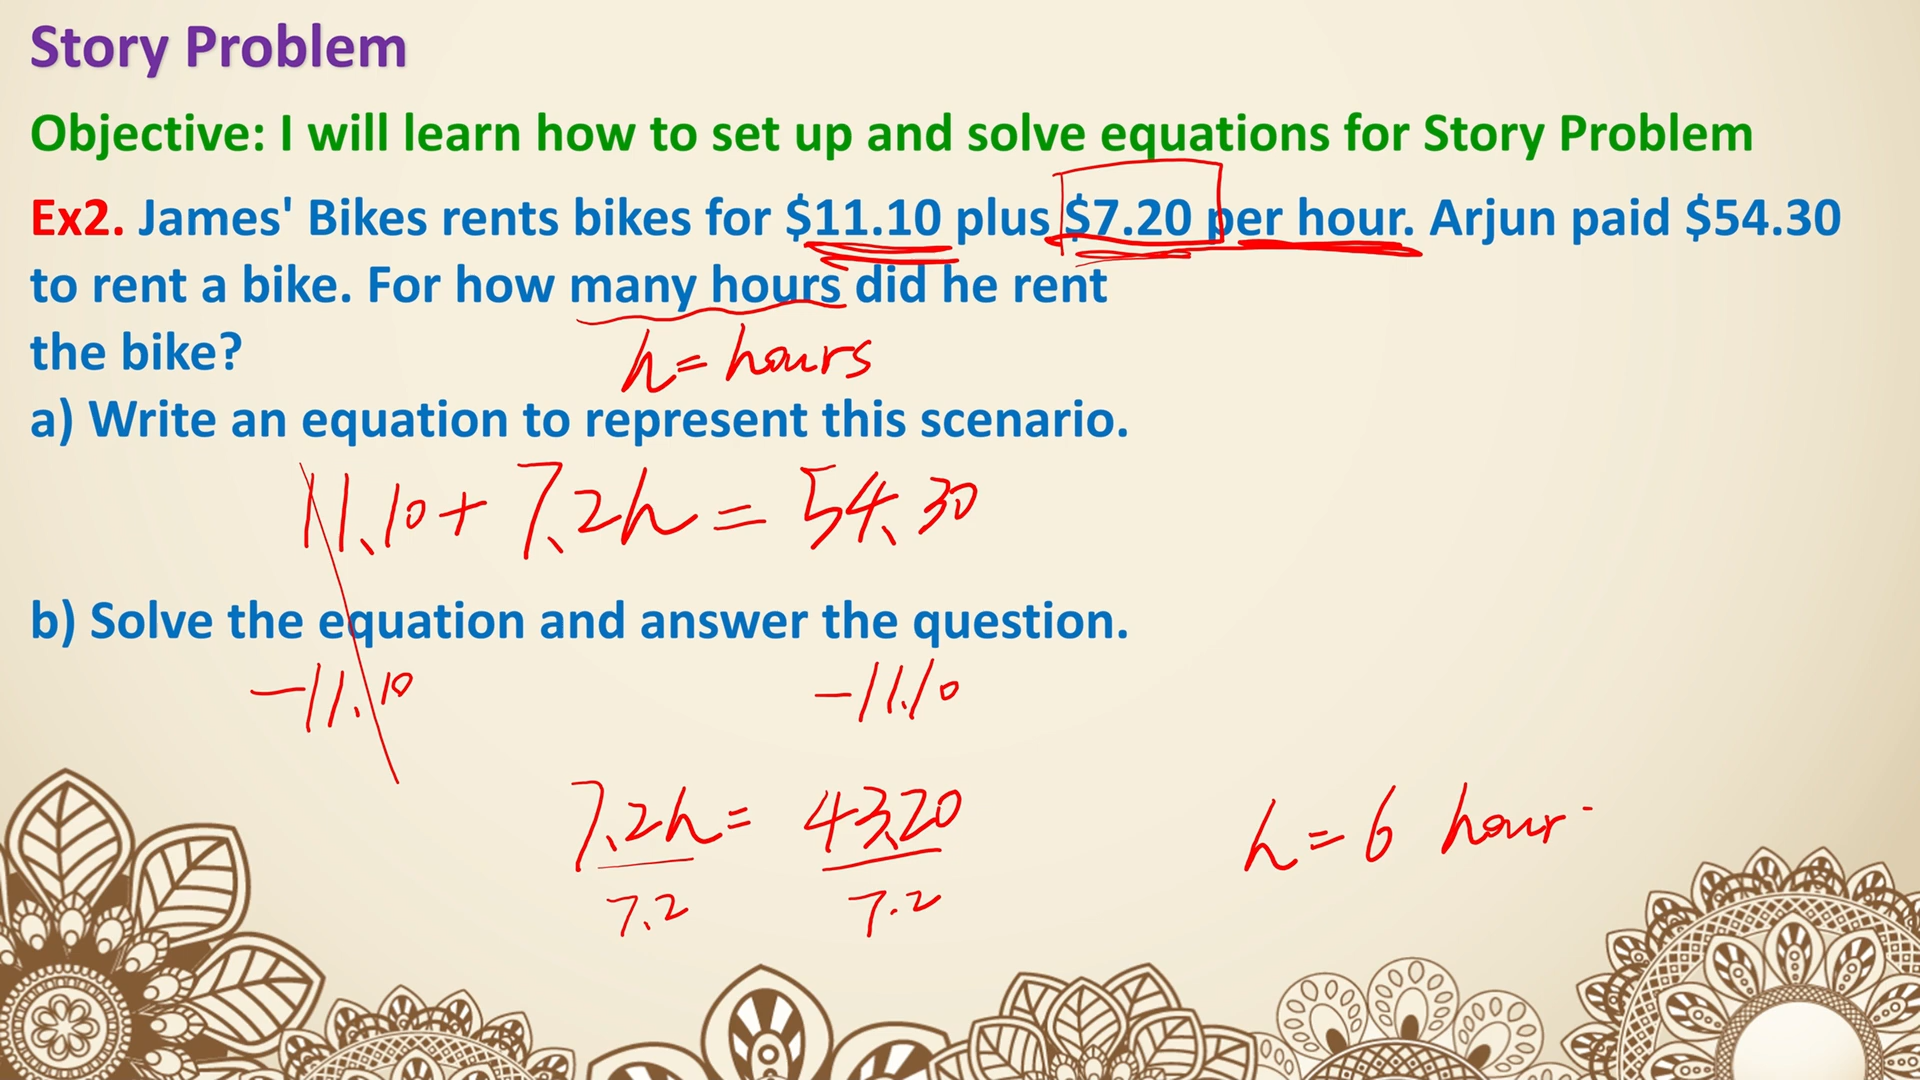 Story Problem
Objective: I will learn how to set up and solve equations for Story Problem
Ex2. James' Bikes rents bikes for $11.10 plus $7.20 per hour. Arjun paid $54.30
to rent a bike. For how many hours did he rent
the bike?
h = hours
a) Write an equation to represent this scenario.
11.10 + 7.2h = 54.30
b) Solve the equation and answer the question.
-11.10 -11.10
7.2h = 43.20
7.2 7.2
h = 6 hour